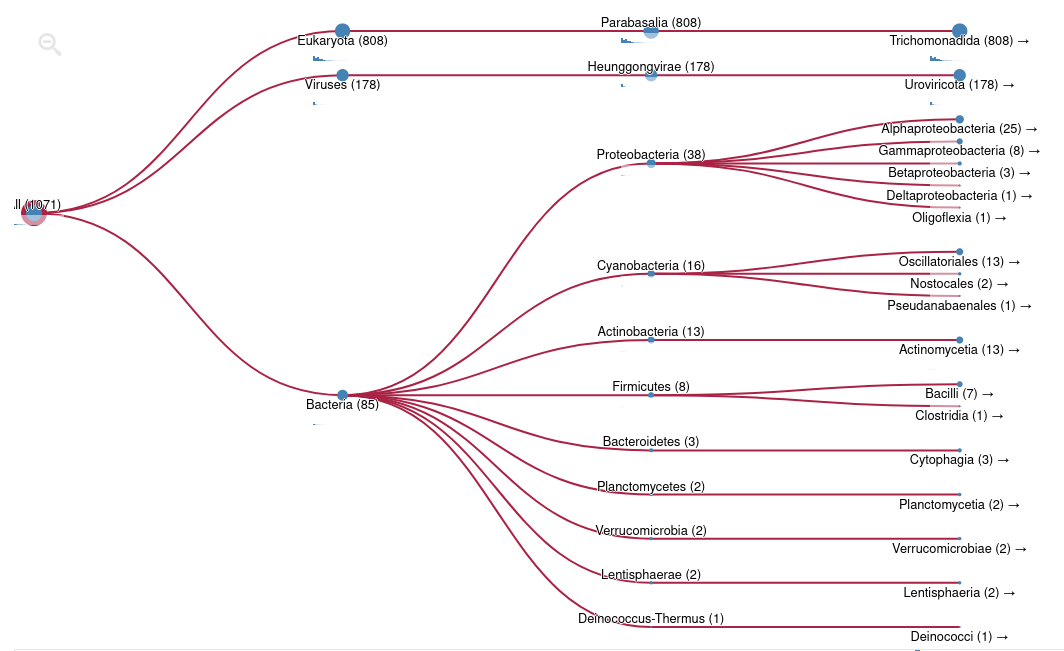 Parabasalia (808)
Eukaryota (808)
Trichomonadida (808) →
Heunggongvirae (178)
Viruses (178)
Uroviricota (178) →
Alphaproteobacteria (25) →
Gammaproteobacteria (8) →
Proteobacteria (38)
Betaproteobacteria (3) →
Deltaproteobacteria (1) →
ll (1071)
Oligoflexia (1) →
Oscillatoriales (13) →
Cyanobacteria (16)
Nostocales (2) →
Pseudanabaenales (1) →
Actinobacteria (13)
Actinomycetia (13) →
Firmicutes (8)
Bacilli (7) →
Bacteria (85)
Clostridia (1) →
Bacteroidetes (3)
Cytophagia (3) →
Planctomycetes (2)
Planctomycetia (2) →
Verrucomicrobia (2)
Verrucomicrobiae (2) →
Lentisphaerae (2)
Lentisphaeria (2) →
Deinococcus-Thermus (1)
Deinococci (1) →